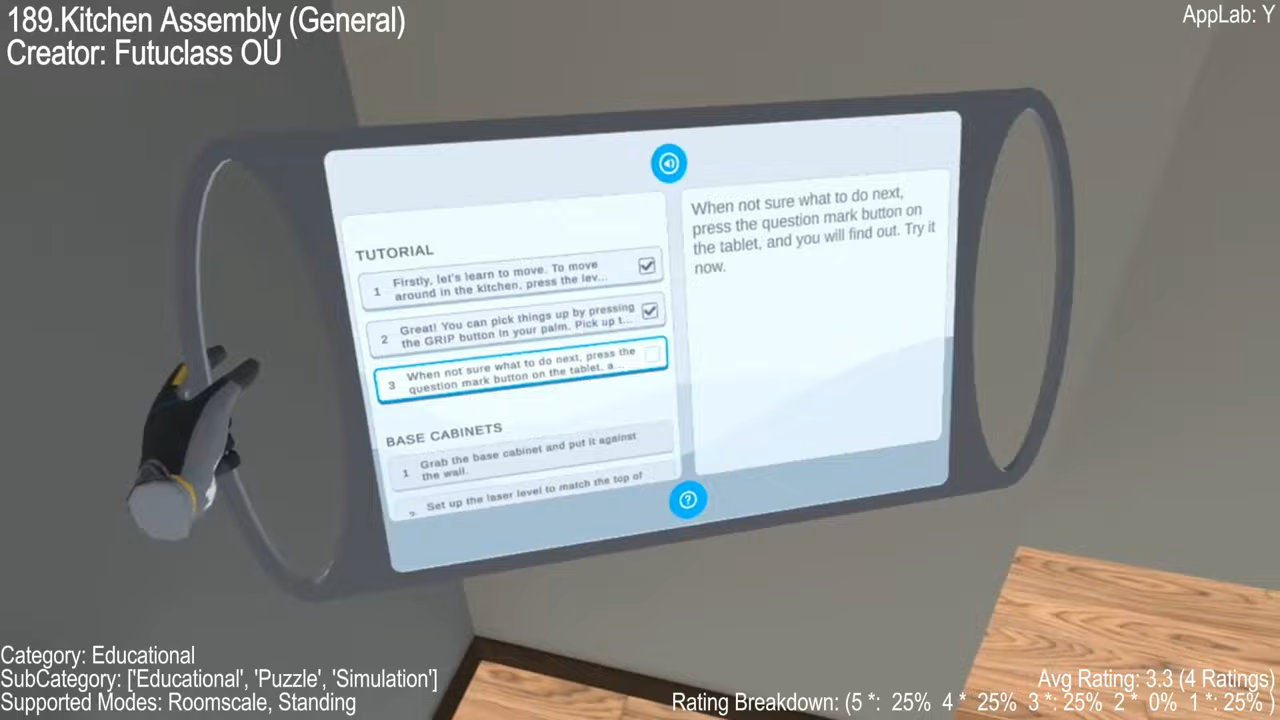 189.Kitchen Assembly (General)
Creator: Futuclass OU
AppLab: Y
TUTORIAL
1 Firstly, let's learn to move. To move
around in the kitchen, press the lev...
2 Great! You can pick things up by pressing
the GRIP button in your palm. Pick up t...
3 When not sure what to do next, press the
question mark button on the tablet, a...
BASE CABINETS
1 Grab the base cabinet and put it against
the wall.
Set up the laser level to match the top of
When not sure what to do next,
press the question mark button on
the tablet, and you will find out. Try it
now.
?
Category: Educational
SubCategory: ['Educational', 'Puzzle', 'Simulation']
Supported Modes: Roomscale, Standing
Avg Rating: 3.3 (4 Ratings)
Rating Breakdown: (5 *: 25% 4 * 25% 3 *: 25% 2 * 0% 1 *: 25% )